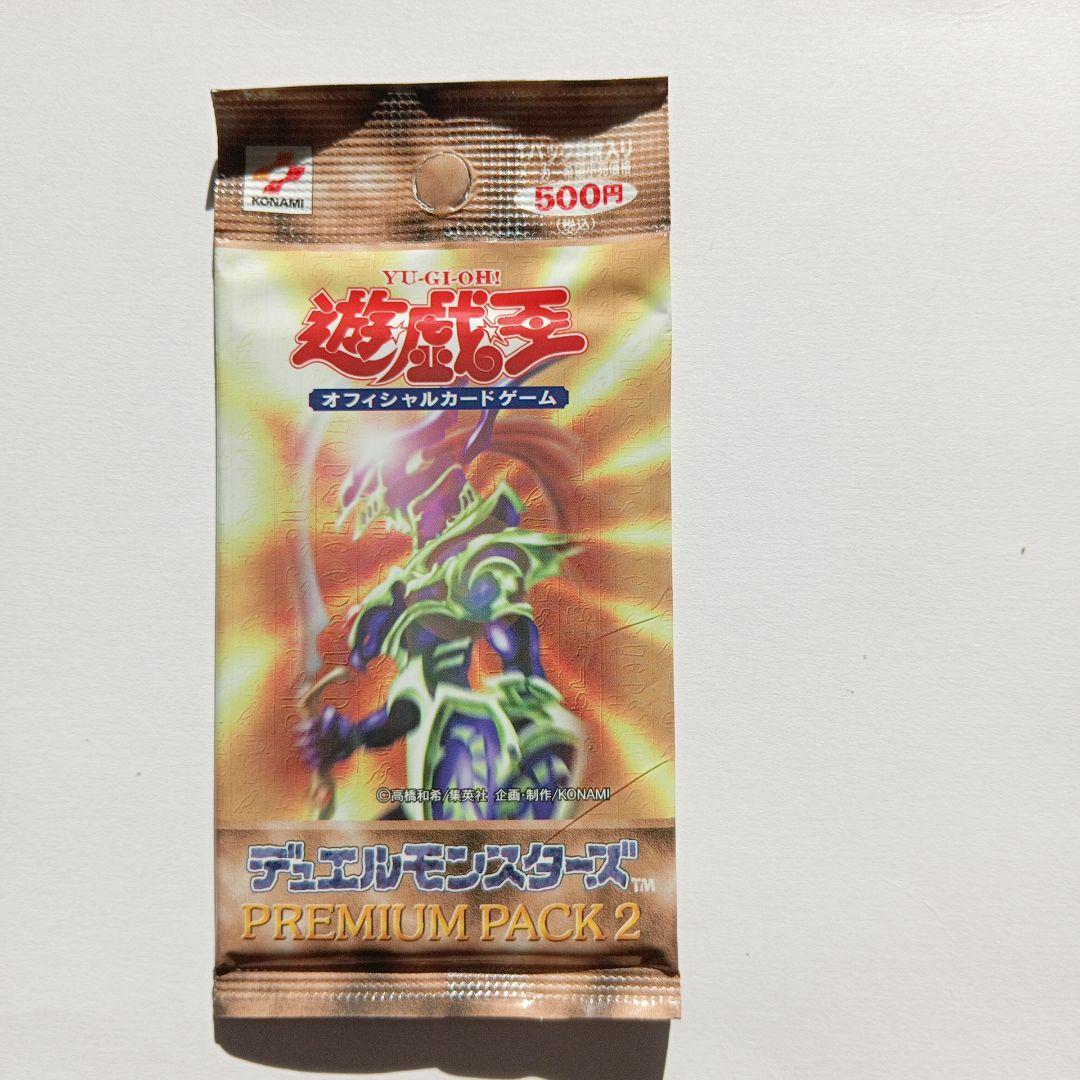 KONAMI
500円
(税込)
YU-GI-OH!
遊戯王
オフィシャルカードゲーム
©高橋和希/集英社 企画・制作/KONAMI
デュエルモンスターズ™
PREMIUM PACK 2